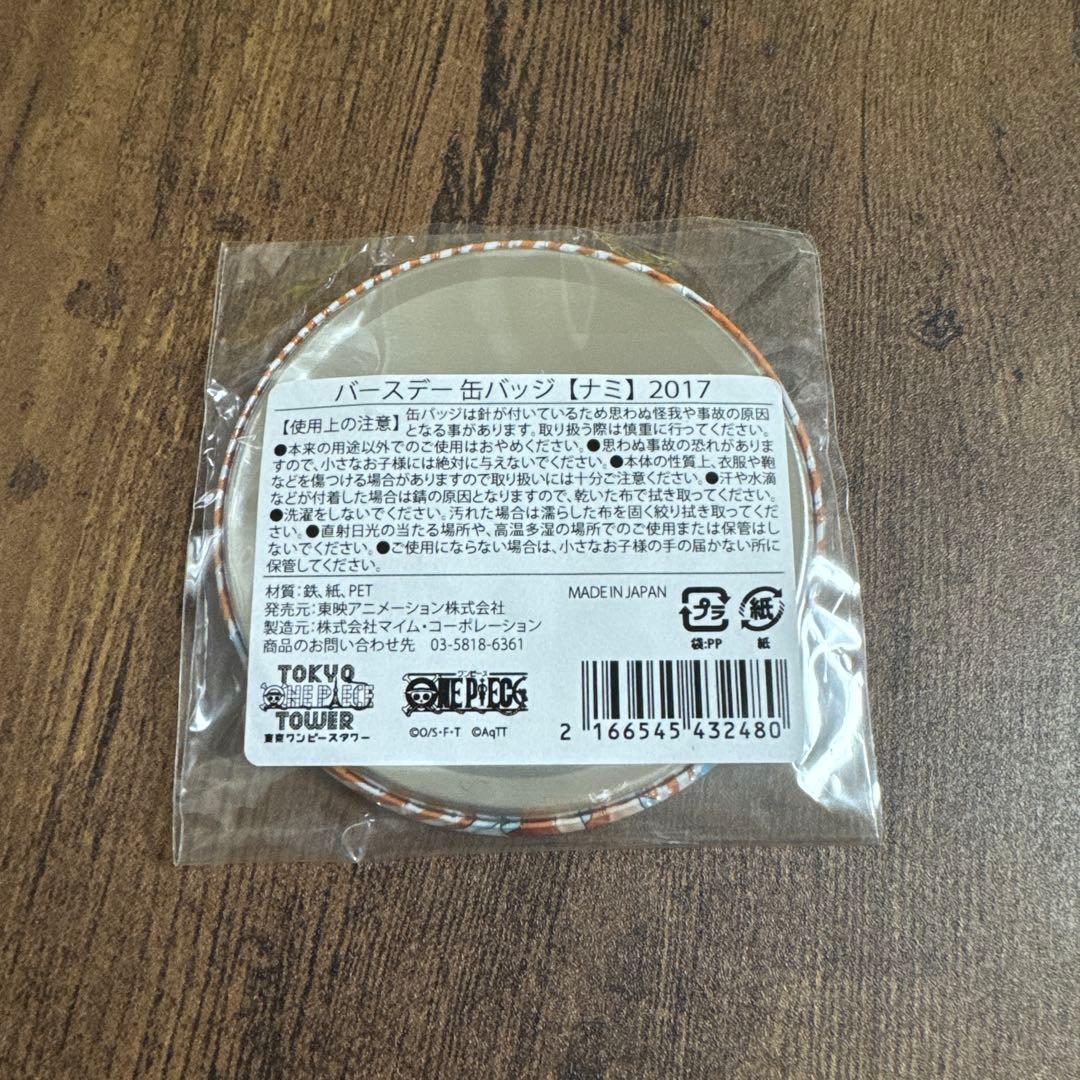 バースデー 缶バッジ【ナミ】2017
【使用上の注意】缶バッジは針が付いているため思わぬ怪我や事故の原因
となる事があります。取り扱う際は慎重に行ってください。
●本来の用途以外でのご使用はおやめください。●思わぬ事故の恐れがありま
すので、小さなお子様には絶対に与えないでください。●本体の性質上、衣服や鞄
などを傷つける場合がありますので取り扱いには十分ご注意ください。●汗や水滴
などが付着した場合は錆の原因となりますので、乾いた布で拭き取ってください。
●洗濯をしないでください。汚れた場合は濡らした布を固く絞り拭き取ってくだ
さい。●直射日光の当たる場所や、高温多湿の場所でのご使用または保管はし
ないでください。●ご使用にならない場合は、小さなお子様の手の届かない所に
保管してください。
材質:鉄、紙、PET
MADE IN JAPAN
発売元:東映アニメーション株式会社
製造元:株式会社マイム・コーポレーション
商品のお問い合わせ先 03-5818-6361
プラ
袋:PP
紙
紙
TOKYO
ONE PIECE
TOWER
東京ワンピースタワー
ワンピース
ONE PIECE
©O/S・F・T ©AqTT
2 166545 432480